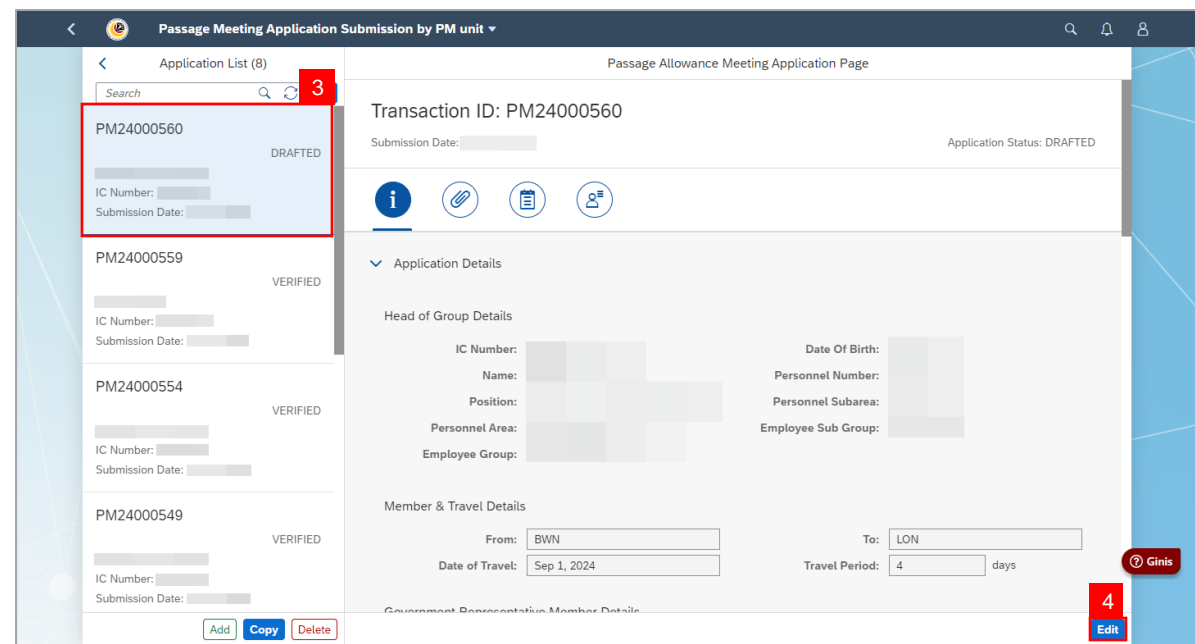 Passage Meeting Application Submission by PM unit
Application List (8)
Search
3
PM24000560
DRAFTED
IC Number:
Submission Date:
PM24000559
VERIFIED
IC Number:
Submission Date:
PM24000554
VERIFIED
IC Number:
Submission Date:
PM24000549
VERIFIED
IC Number:
Submission Date:
Add Copy Delete
Passage Allowance Meeting Application Page
Transaction ID: PM24000560
Submission Date: Application Status: DRAFTED
Application Details
Head of Group Details
IC Number: Date Of Birth:
Name: Personnel Number:
Position: Personnel Subarea:
Personnel Area: Employee Sub Group:
Employee Group:
Member & Travel Details
From: BWN To: LON
Date of Travel: Sep 1, 2024 Travel Period: 4 days
Government Representative Member Details
Ginis
4
Edit